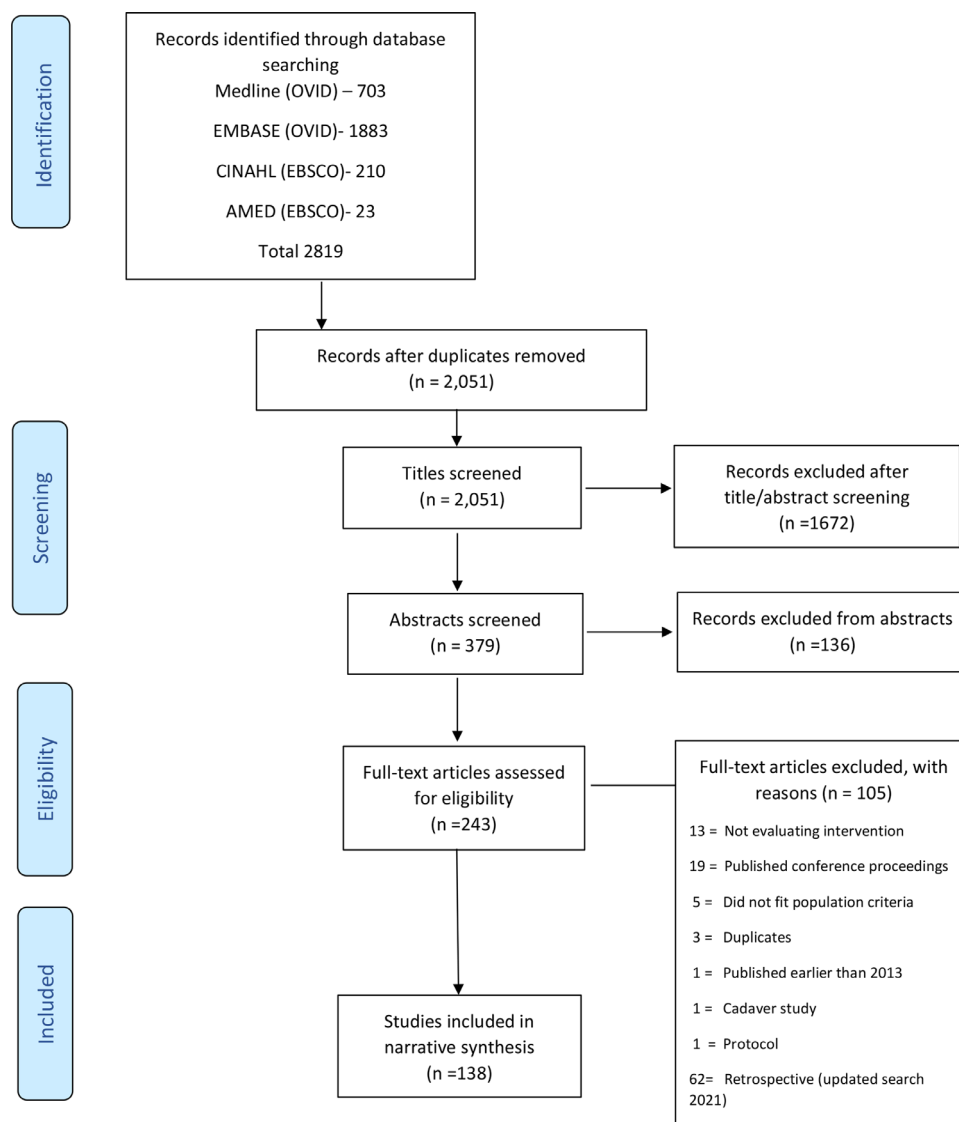 Identification
Records identified through database
searching
Medline (OVID) – 703
EMBASE (OVID)- 1883
CINAHL (EBSCO)- 210
AMED (EBSCO)- 23
Total 2819
Records after duplicates removed
(n = 2,051)
Screening
Titles screened
(n = 2,051)
Records excluded after
title/abstract screening
(n =1672)
Abstracts screened
(n = 379)
Records excluded from abstracts
(n =136)
Eligibility
Full-text articles assessed
for eligibility
(n =243)
Full-text articles excluded, with
reasons (n = 105)
13 = Not evaluating intervention
19 = Published conference proceedings
5 = Did not fit population criteria
3 = Duplicates
1 = Published earlier than 2013
1 = Cadaver study
1 = Protocol
62= Retrospective (updated search
2021)
Included
Studies included in
narrative synthesis
(n =138)